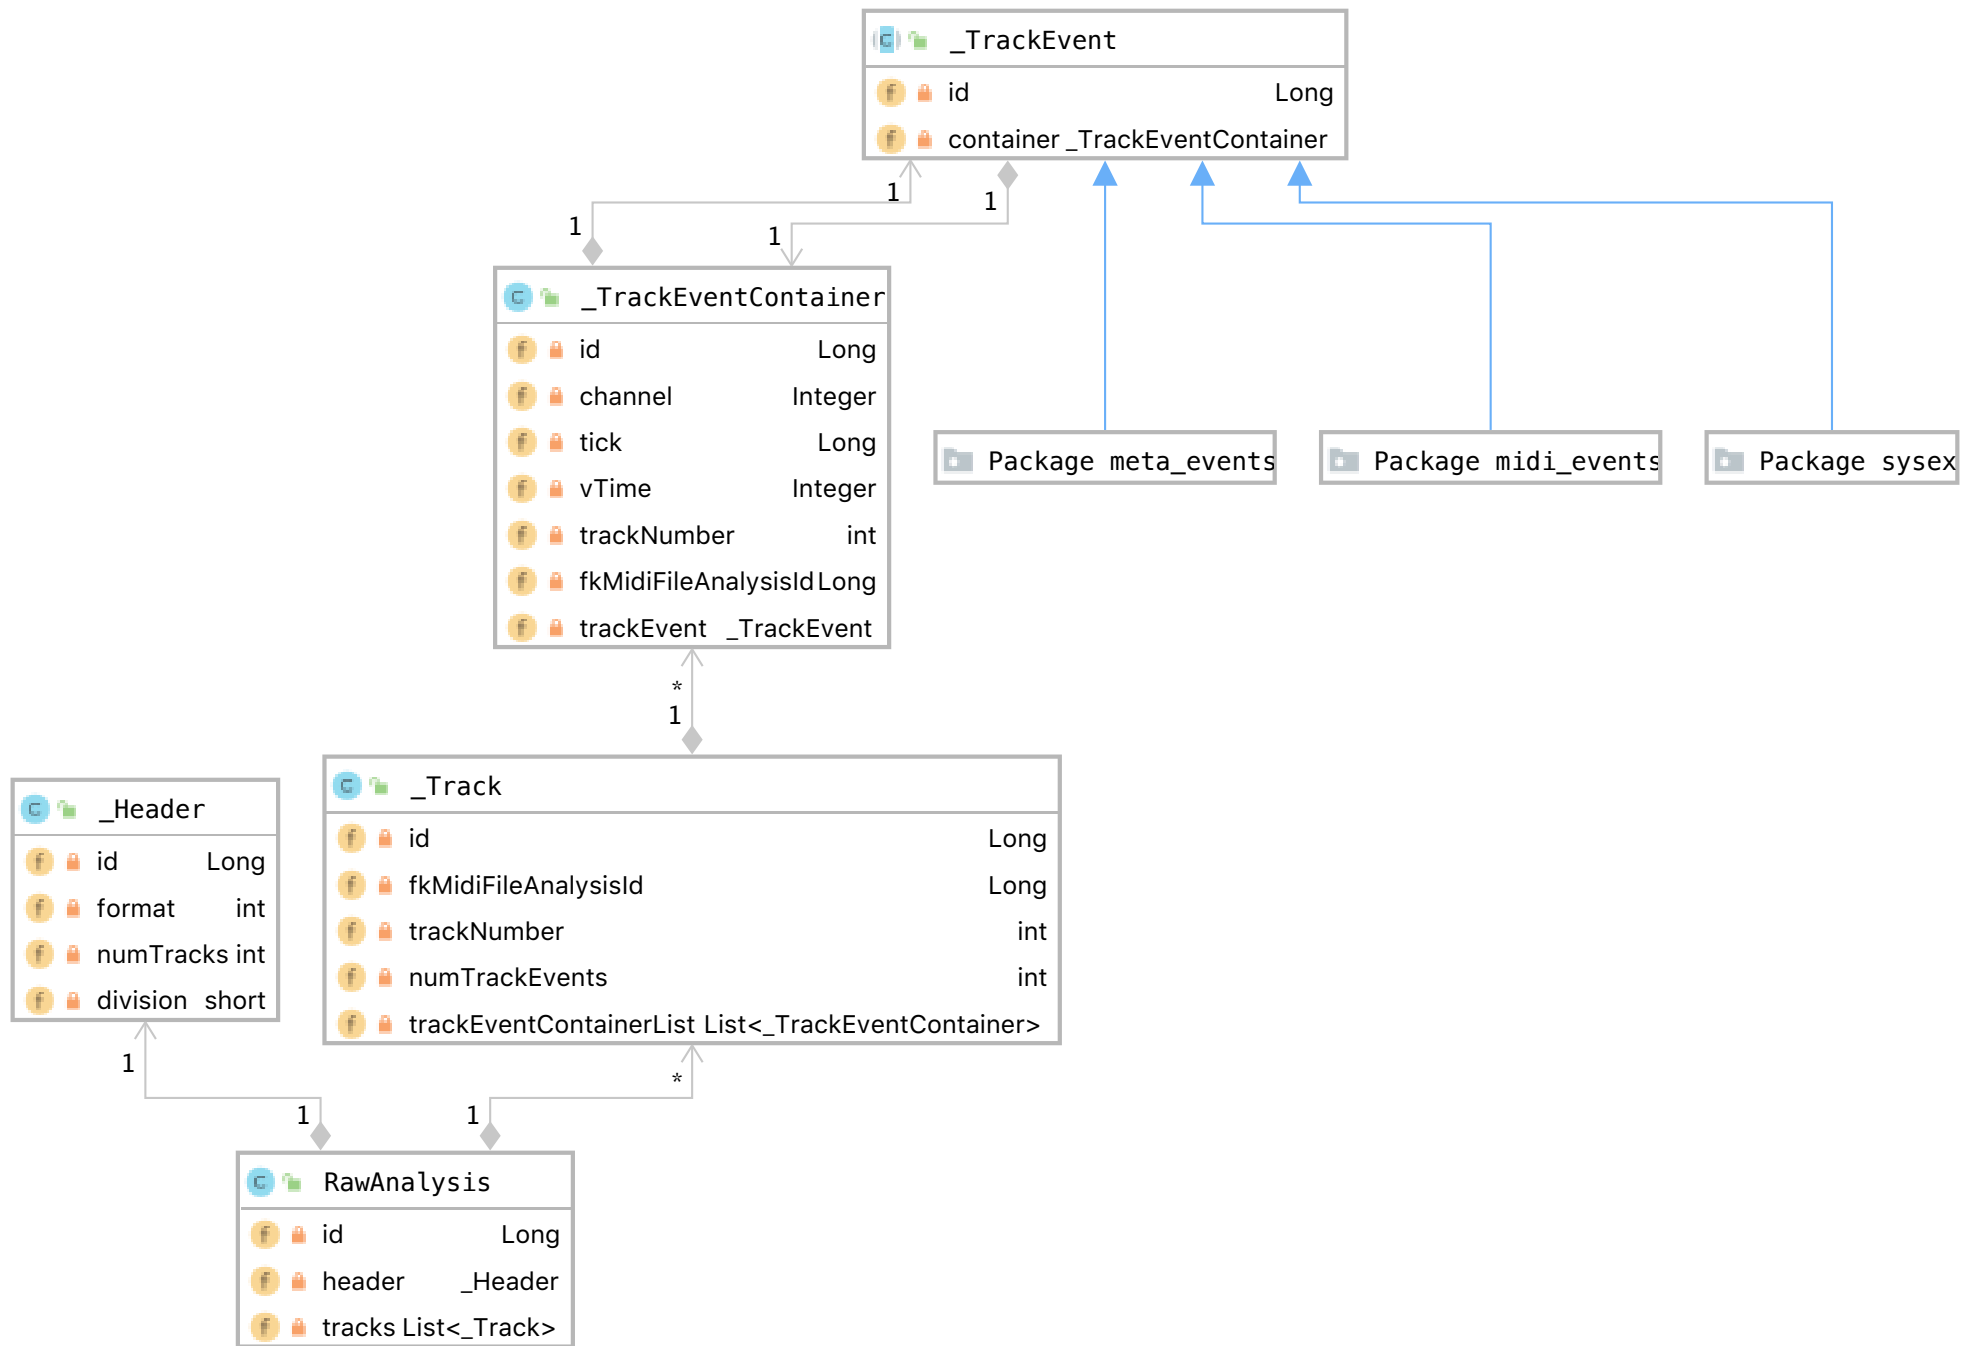 _TrackEvent
id Long
container _TrackEventContainer
1
1
1
1
_TrackEventContainer
id Long
channel Integer
tick Long
vTime Integer
trackNumber int
fkMidiFileAnalysisId Long
trackEvent _TrackEvent
Package meta_events
Package midi_events
Package sysex
*
1
_Track
id Long
fkMidiFileAnalysisId Long
trackNumber int
numTrackEvents int
trackEventContainerList List<_TrackEventContainer>
_Header
id Long
format int
numTracks int
division short
1
*
1
1
RawAnalysis
id Long
header _Header
tracks List<_Track>